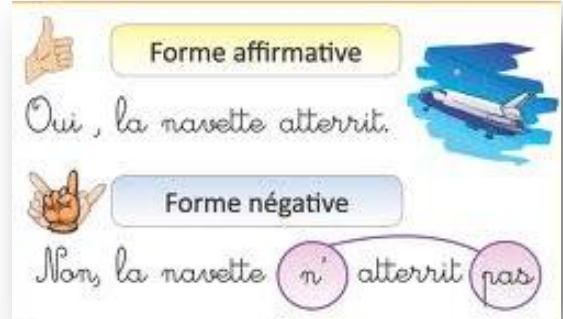 Forme affirmative
Oui , la navette atterrit.
Forme négative
Non, la navette n' atterrit pas